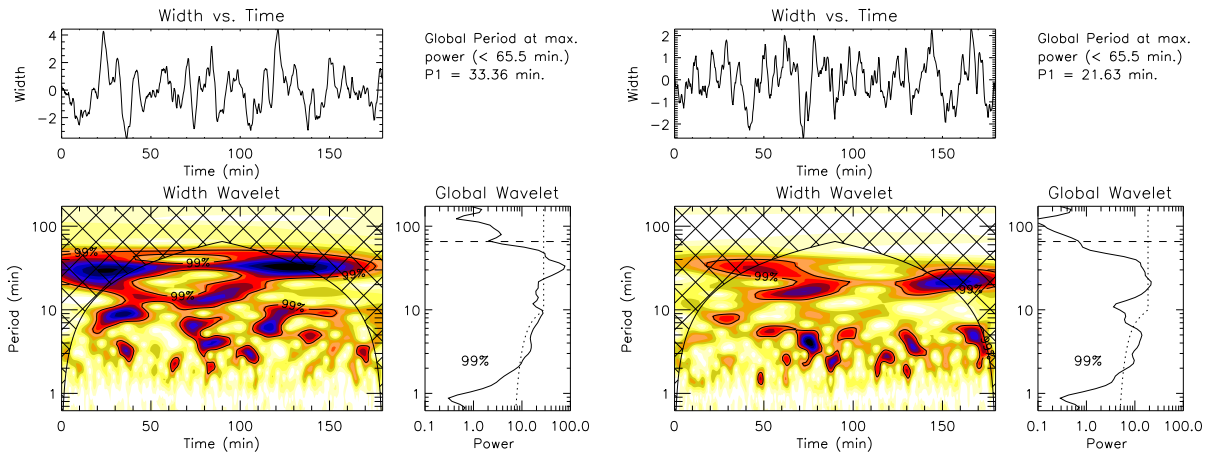 Width vs. Time
Width
4
2
0
−2
0 50 100 150
Time (min)
Global Period at max.
power (< 65.5 min.)
P1 = 33.36 min.
Width Wavelet
Period (min)
100
10
1
99%
99%
99%
99%
99%
0 50 100 150
Time (min)
Global Wavelet
99%
0.1 1.0 10.0 100.0
Power
Width vs. Time
Width
2
1
0
−1
−2
0 50 100 150
Time (min)
Global Period at max.
power (< 65.5 min.)
P1 = 21.63 min.
Width Wavelet
Period (min)
100
10
1
99%
99%
99%
0 50 100 150
Time (min)
Global Wavelet
99%
0.1 1.0 10.0 100.0
Power